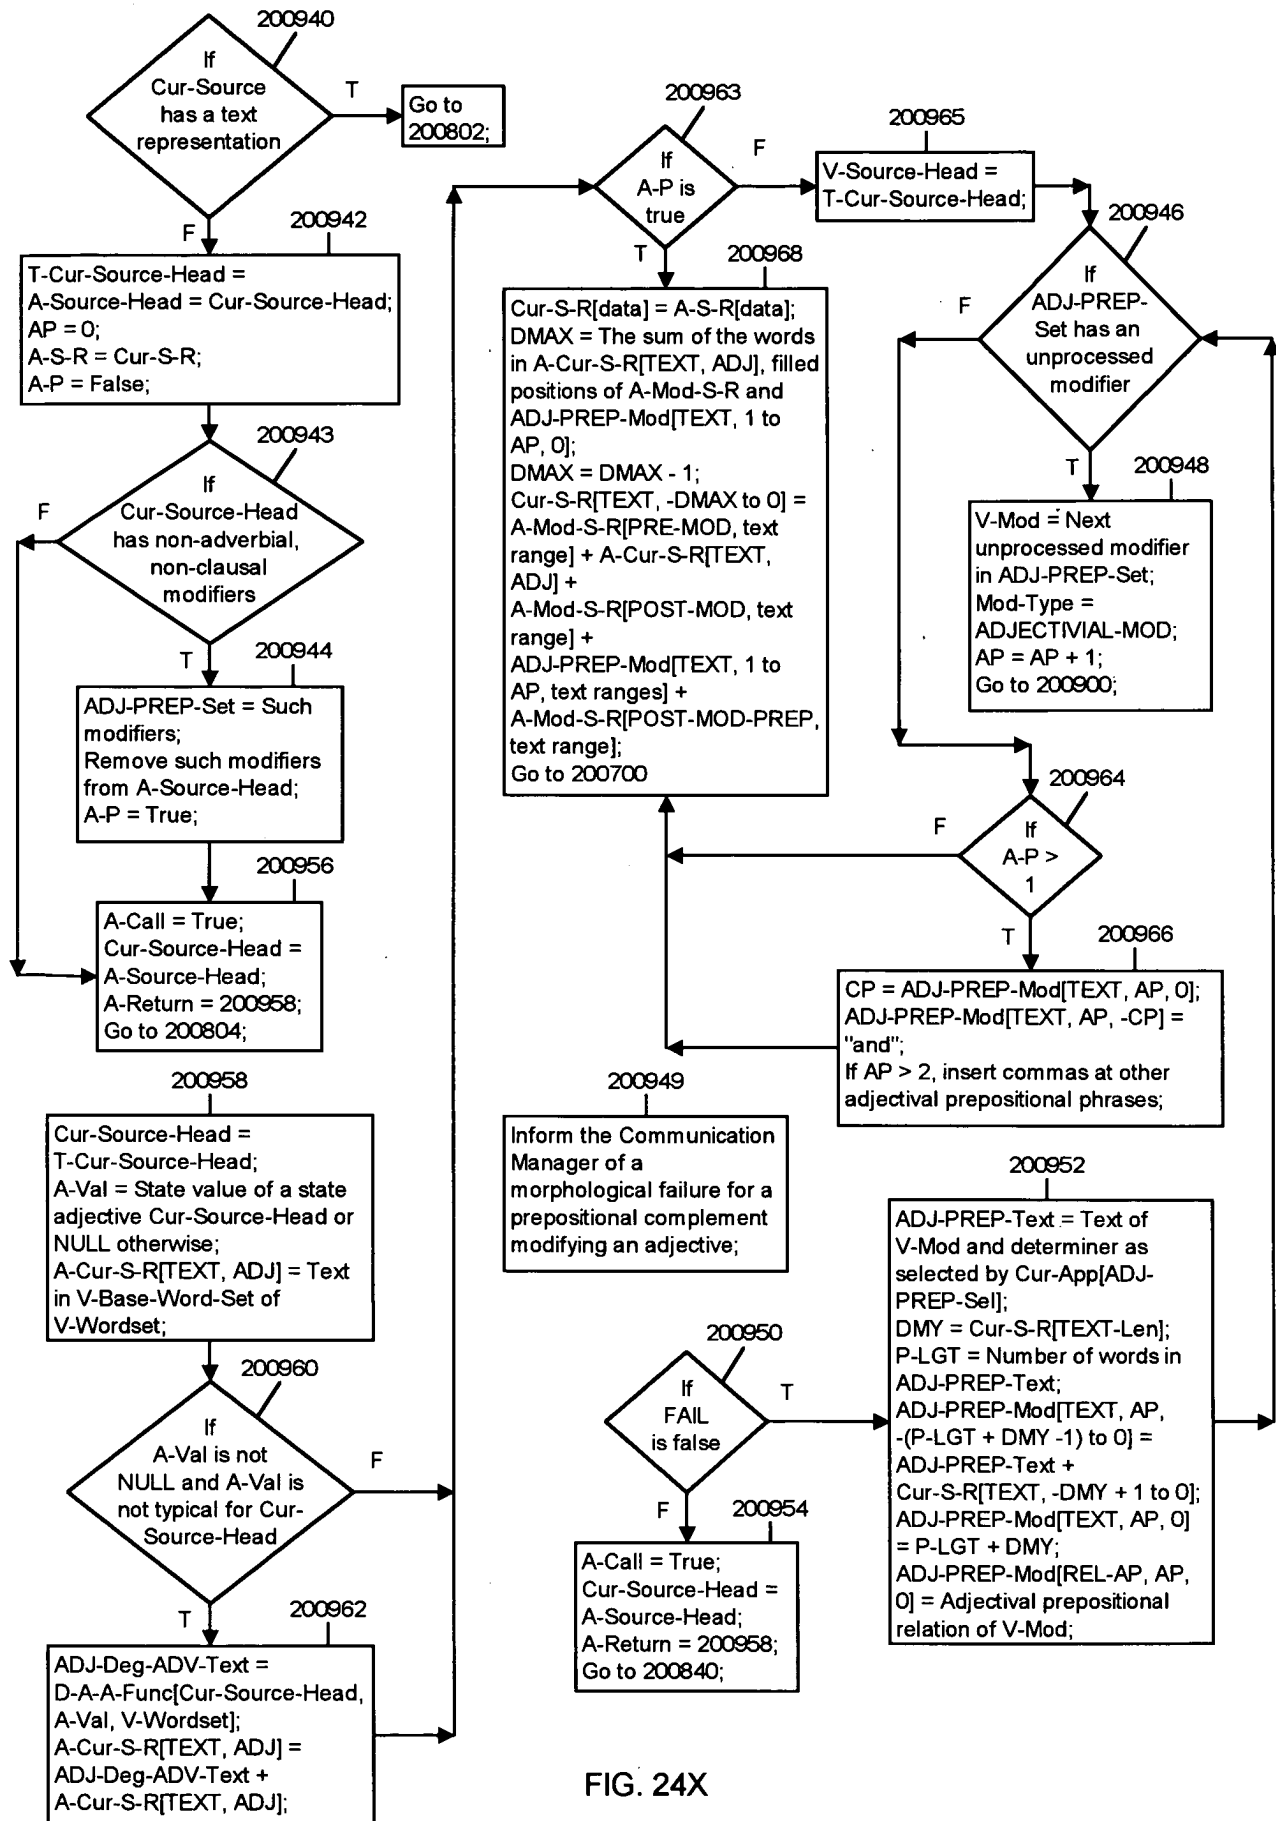 200940
If
Cur-Source
has a text
representation
T
Go to
200802;
F
200942
T-Cur-Source-Head =
A-Source-Head = Cur-Source-Head;
AP = 0;
A-S-R = Cur-S-R;
A-P = False;
200943
If
Cur-Source-Head
has non-adverbial,
non-clausal
modifiers
F
T
200944
ADJ-PREP-Set = Such
modifiers;
Remove such modifiers
from A-Source-Head;
A-P = True;
200956
A-Call = True;
Cur-Source-Head =
A-Source-Head;
A-Return = 200958;
Go to 200804;
200958
Cur-Source-Head =
T-Cur-Source-Head;
A-Val = State value of a state
adjective Cur-Source-Head or
NULL otherwise;
A-Cur-S-R[TEXT, ADJ] = Text
in V-Base-Word-Set of
V-Wordset;
200960
If
A-Val is not
NULL and A-Val is
not typical for Cur-
Source-Head
F
T
200962
ADJ-Deg-ADV-Text =
D-A-A-Func[Cur-Source-Head,
A-Val, V-Wordset];
A-Cur-S-R[TEXT, ADJ] =
ADJ-Deg-ADV-Text +
A-Cur-S-R[TEXT, ADJ];
200963
If
A-P is
true
F
T
200965
V-Source-Head =
T-Cur-Source-Head;
200968
Cur-S-R[data] = A-S-R[data];
DMAX = The sum of the words
in A-Cur-S-R[TEXT, ADJ], filled
positions of A-Mod-S-R and
ADJ-PREP-Mod[TEXT, 1 to
AP, 0];
DMAX = DMAX - 1;
Cur-S-R[TEXT, -DMAX to 0] =
A-Mod-S-R[PRE-MOD, text
range] + A-Cur-S-R[TEXT,
ADJ] +
A-Mod-S-R[POST-MOD, text
range] +
ADJ-PREP-Mod[TEXT, 1 to
AP, text ranges] +
A-Mod-S-R[POST-MOD-PREP,
text range];
Go to 200700
200946
If
ADJ-PREP-
Set has an
unprocessed
modifier
F
T
200948
V-Mod = Next
unprocessed modifier
in ADJ-PREP-Set;
Mod-Type =
ADJECTIVIAL-MOD;
AP = AP + 1;
Go to 200900;
200964
If
A-P >
1
F
T
200966
CP = ADJ-PREP-Mod[TEXT, AP, 0];
ADJ-PREP-Mod[TEXT, AP, -CP] =
"and";
If AP > 2, insert commas at other
adjectival prepositional phrases;
200949
Inform the Communication
Manager of a
morphological failure for a
prepositional complement
modifying an adjective;
200950
If
FAIL
is false
T
F
200954
A-Call = True;
Cur-Source-Head =
A-Source-Head;
A-Return = 200958;
Go to 200840;
200952
ADJ-PREP-Text = Text of
V-Mod and determiner as
selected by Cur-App[ADJ-
PREP-Sel];
DMY = Cur-S-R[TEXT-Len];
P-LGT = Number of words in
ADJ-PREP-Text;
ADJ-PREP-Mod[TEXT, AP,
-(P-LGT + DMY -1) to 0] =
ADJ-PREP-Text +
Cur-S-R[TEXT, -DMY + 1 to 0];
ADJ-PREP-Mod[TEXT, AP, 0]
= P-LGT + DMY;
ADJ-PREP-Mod[REL-AP, AP,
0] = Adjectival prepositional
relation of V-Mod;
FIG. 24X